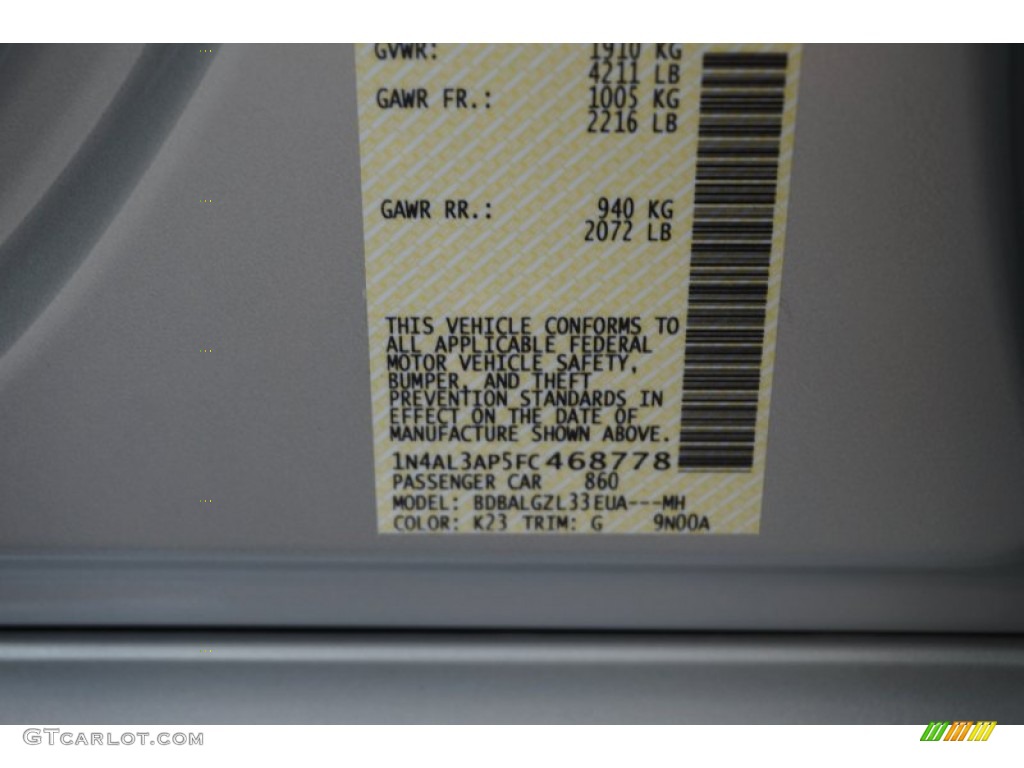 GVWR: 1910 KG
4211 LB
GAWR FR.: 1005 KG
2216 LB
GAWR RR.: 940 KG
2072 LB
THIS VEHICLE CONFORMS TO
ALL APPLICABLE FEDERAL
MOTOR VEHICLE SAFETY,
BUMPER, AND THEFT
PREVENTION STANDARDS IN
EFFECT ON THE DATE OF
MANUFACTURE SHOWN ABOVE.
1N4AL3AP5FC468778
PASSENGER CAR 860
MODEL: BDBALGZL33EUA---MH
COLOR: K23 TRIM: G 9N00A
GTCARLOT.COM